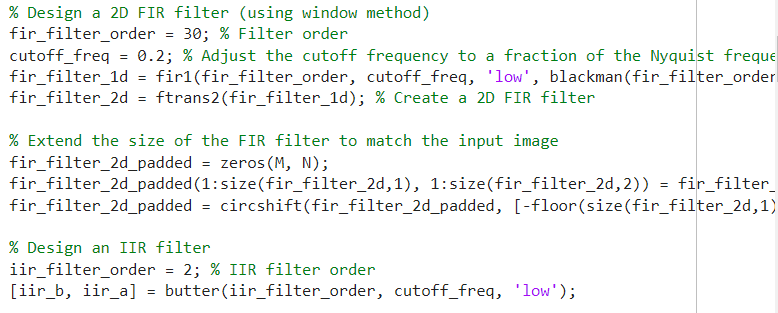 % Design a 2D FIR filter (using window method)
fir_filter_order = 30; % Filter order
cutoff_freq = 0.2; % Adjust the cutoff frequency to a fraction of the Nyquist freque
fir_filter_1d = fir1(fir_filter_order, cutoff_freq, 'low', blackman(fir_filter_order
fir_filter_2d = ftrans2(fir_filter_1d); % Create a 2D FIR filter
% Extend the size of the FIR filter to match the input image
fir_filter_2d_padded = zeros(M, N);
fir_filter_2d_padded(1:size(fir_filter_2d,1), 1:size(fir_filter_2d,2)) = fir_filter_
fir_filter_2d_padded = circshift(fir_filter_2d_padded, [-floor(size(fir_filter_2d,1)
% Design an IIR filter
iir_filter_order = 2; % IIR filter order
[iir_b, iir_a] = butter(iir_filter_order, cutoff_freq, 'low');